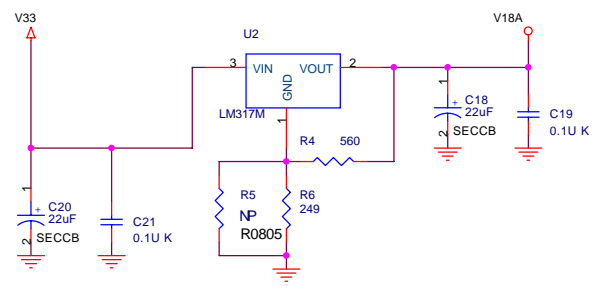 V33
U2
V18A
3
VIN
VOUT
2
GND
LM317M
1
R4
560
1
+
C18
22uF
2
SECCB
C19
0.1U K
1
+
C20
22uF
2
SECCB
C21
0.1U K
R5
NP
R0805
R6
249